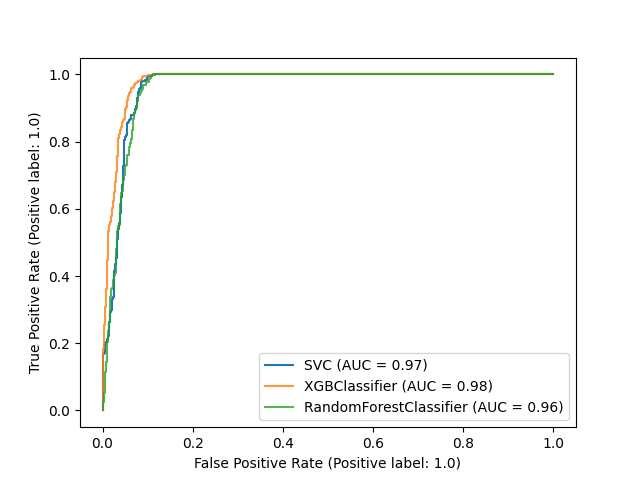 True Positive Rate (Positive label: 1.0)
1.0
0.8
0.6
0.4
0.2
0.0
SVC (AUC = 0.97)
XGBClassifier (AUC = 0.98)
RandomForestClassifier (AUC = 0.96)
0.0 0.2 0.4 0.6 0.8 1.0
False Positive Rate (Positive label: 1.0)